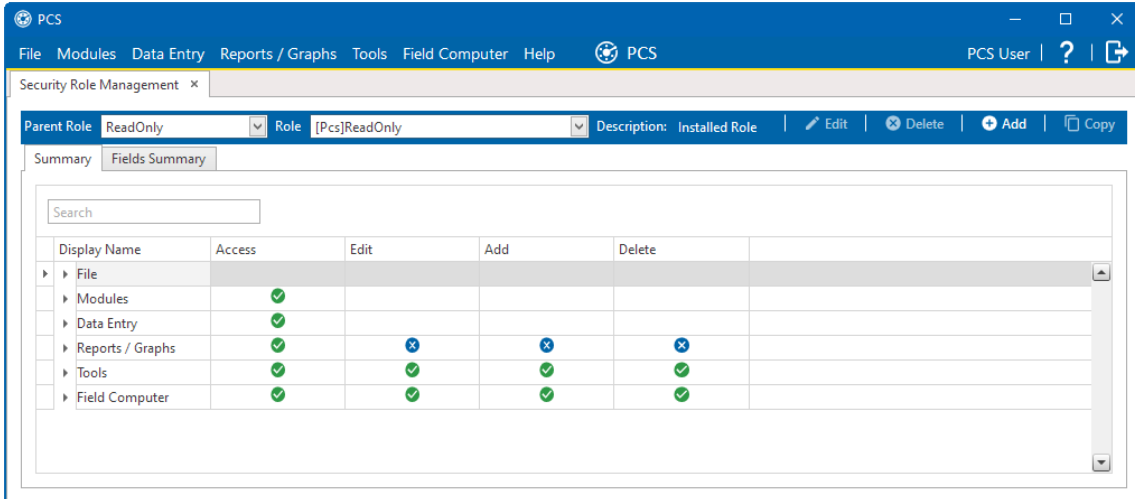 PCS
File Modules Data Entry Reports / Graphs Tools Field Computer Help PCS PCS User ?
Security Role Management ×
Parent Role ReadOnly Role [Pcs]ReadOnly Description: Installed Role Edit Delete Add Copy
Summary Fields Summary
Search
Display Name Access Edit Add Delete
File
Modules
Data Entry
Reports / Graphs
Tools
Field Computer